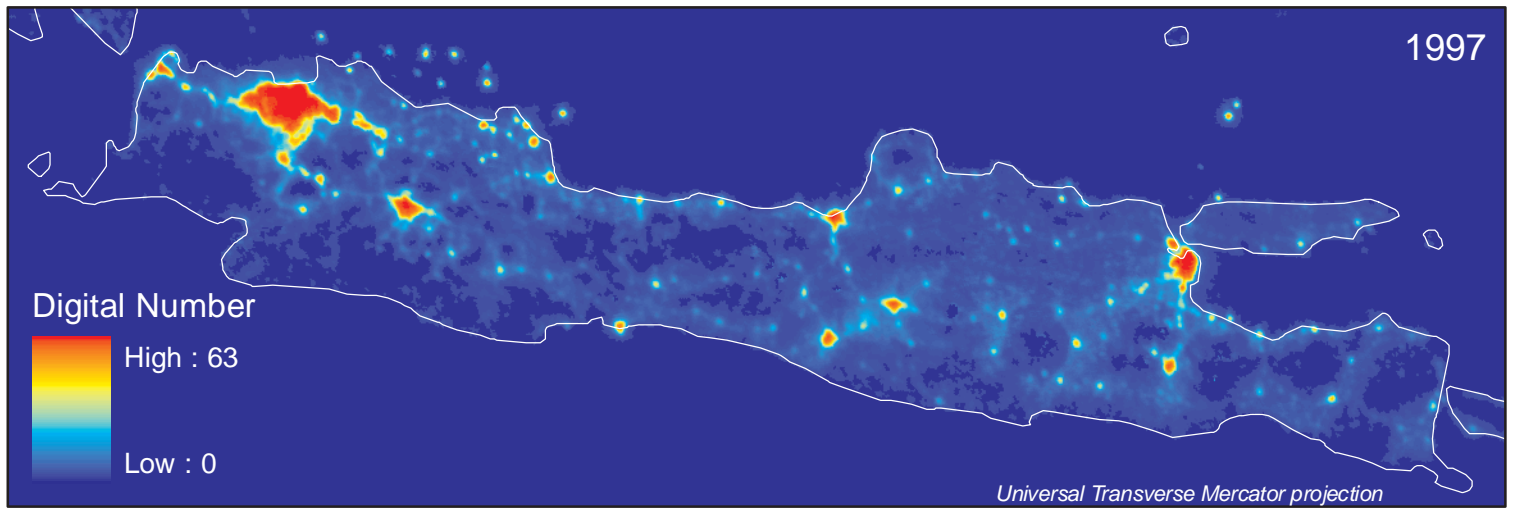 1997
Digital Number
High : 63
Low : 0
Universal Transverse Mercator projection